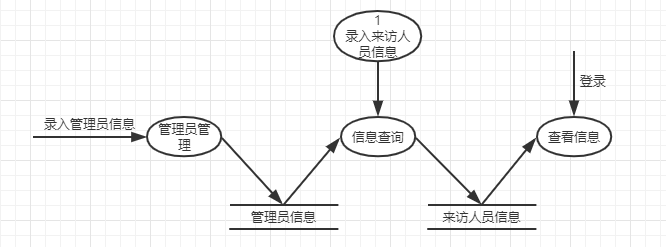 1
录入来访人
员信息
登录
录入管理员信息
管理员管
理
信息查询
查看信息
管理员信息
来访人员信息